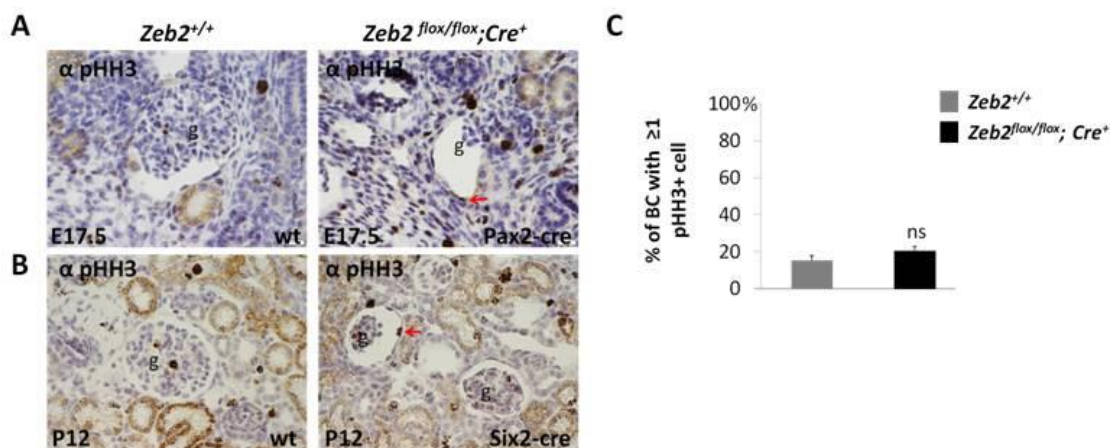 A
Zeb2+/+
Zeb2 flox/flox;Cre+
α pHH3
g
E17.5
wt
α pHH3
g
E17.5
Pax2-cre
B
α pHH3
g
P12
wt
α pHH3
g
g
P12
Six2-cre
C
Zeb2+/+
Zeb2flox/flox; Cre+
% of BC with ≥1
pHH3+ cell
100%
80
60
40
20
0
ns